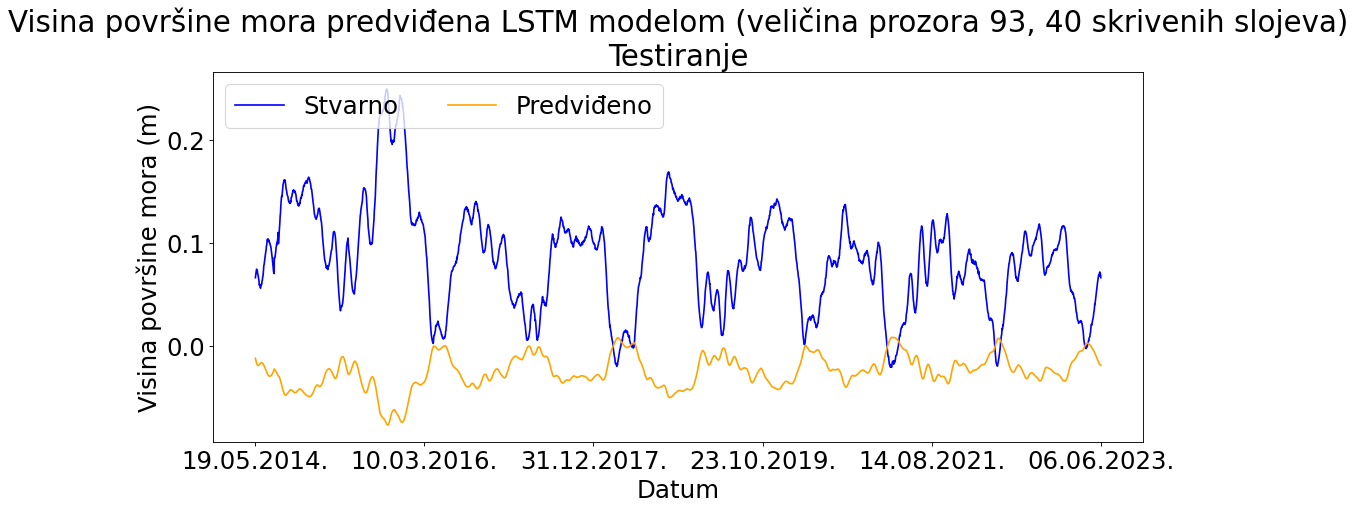 Visina površine mora predviđena LSTM modelom (veličina prozora 93, 40 skrivenih slojeva)
Testiranje
Stvarno Predviđeno
Visina površine mora (m)
0.2
0.1
0.0
19.05.2014. 10.03.2016. 31.12.2017. 23.10.2019. 14.08.2021. 06.06.2023.
Datum